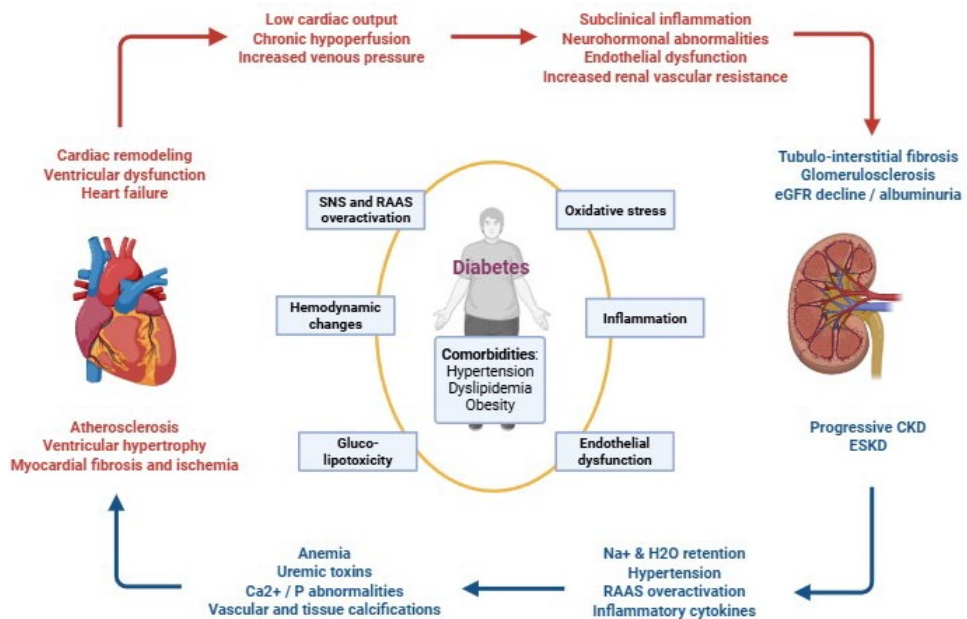 Low cardiac output
Chronic hypoperfusion
Increased venous pressure
Subclinical inflammation
Neurohormonal abnormalities
Endothelial dysfunction
Increased renal vascular resistance
Cardiac remodeling
Ventricular dysfunction
Heart failure
Tubulo-interstitial fibrosis
Glomerulosclerosis
eGFR decline / albuminuria
SNS and RAAS
overactivation
Oxidative stress
Diabetes
Hemodynamic
changes
Inflammation
Comorbidities:
Hypertension
Dyslipidemia
Obesity
Gluco-
lipotoxicity
Endothelial
dysfunction
Atherosclerosis
Ventricular hypertrophy
Myocardial fibrosis and ischemia
Progressive CKD
ESKD
Anemia
Uremic toxins
Ca2+ / P abnormalities
Vascular and tissue calcifications
Na+ & H2O retention
Hypertension
RAAS overactivation
Inflammatory cytokines